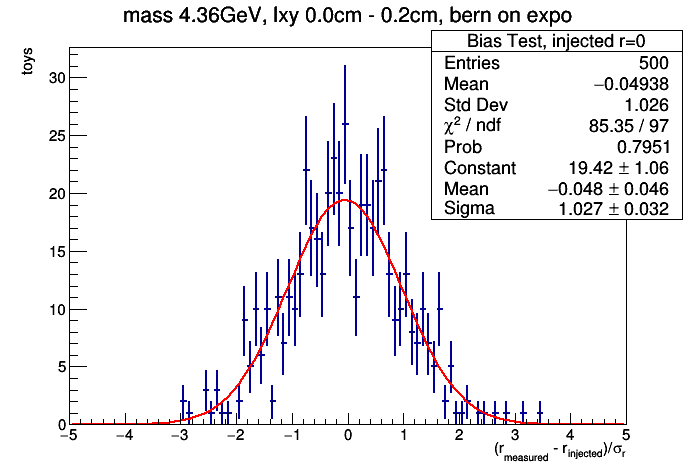 mass 4.36GeV, lxy 0.0cm - 0.2cm, bern on expo
Bias Test, injected r=0
Entries 500
Mean −0.04938
Std Dev 1.026
χ² / ndf 85.35 / 97
Prob 0.7951
Constant 19.42 ± 1.06
Mean −0.048 ± 0.046
Sigma 1.027 ± 0.032
toys
30
25
20
15
10
5
0
−5 −4 −3 −2 −1 0 1 2 3 4 5
(r_measured - r_injected)/σ_r